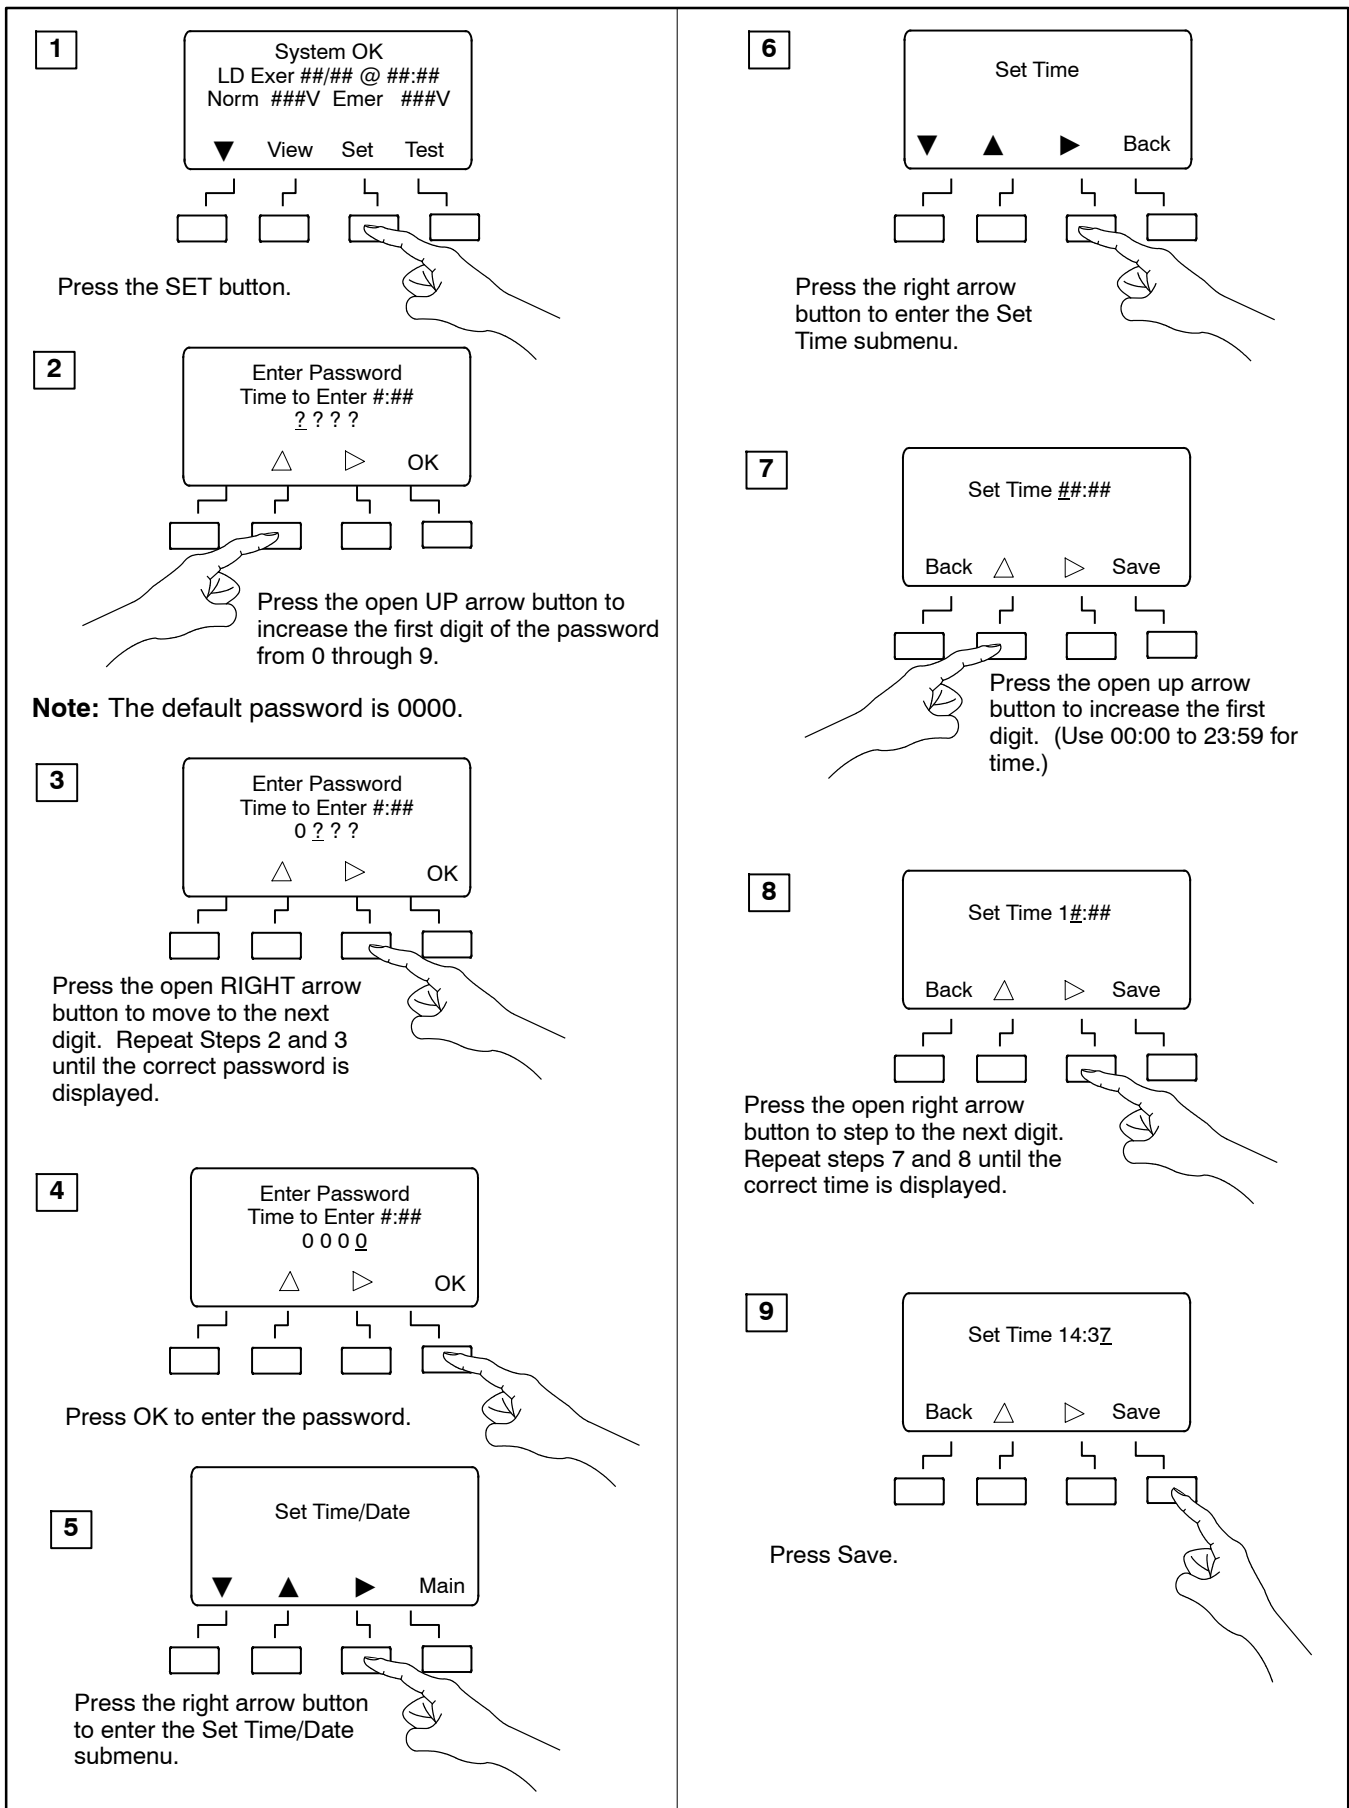 1
System OK
LD Exer ##/## @ ##:##
Norm ###V Emer ###V
▼ View Set Test
Press the SET button.
2
Enter Password
Time to Enter #:##
? ? ? ?
△ ▷ OK
Press the open UP arrow button to
increase the first digit of the password
from 0 through 9.
Note: The default password is 0000.
3
Enter Password
Time to Enter #:##
0 ? ? ?
△ ▷ OK
Press the open RIGHT arrow
button to move to the next
digit. Repeat Steps 2 and 3
until the correct password is
displayed.
4
Enter Password
Time to Enter #:##
0 0 0 0
△ ▷ OK
Press OK to enter the password.
5
Set Time/Date
▼ ▲ ▶ Main
Press the right arrow button
to enter the Set Time/Date
submenu.
6
Set Time
▼ ▲ ▶ Back
Press the right arrow
button to enter the Set
Time submenu.
7
Set Time ##:##
Back △ ▷ Save
Press the open up arrow
button to increase the first
digit. (Use 00:00 to 23:59 for
time.)
8
Set Time 1#:##
Back △ ▷ Save
Press the open right arrow
button to step to the next digit.
Repeat steps 7 and 8 until the
correct time is displayed.
9
Set Time 14:37
Back △ ▷ Save
Press Save.